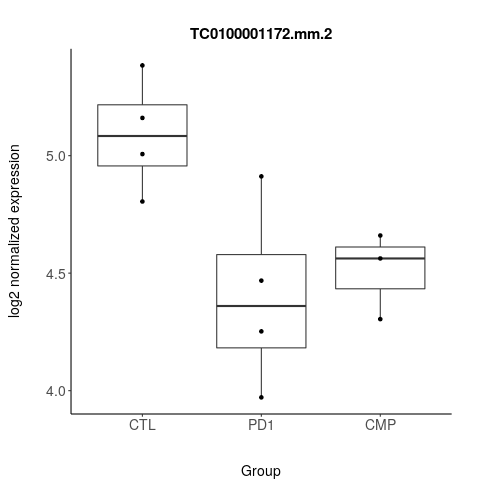 TC0100001172.mm.2
log2 normalized expression
5.0
4.5
4.0
CTL
PD1
CMP
Group